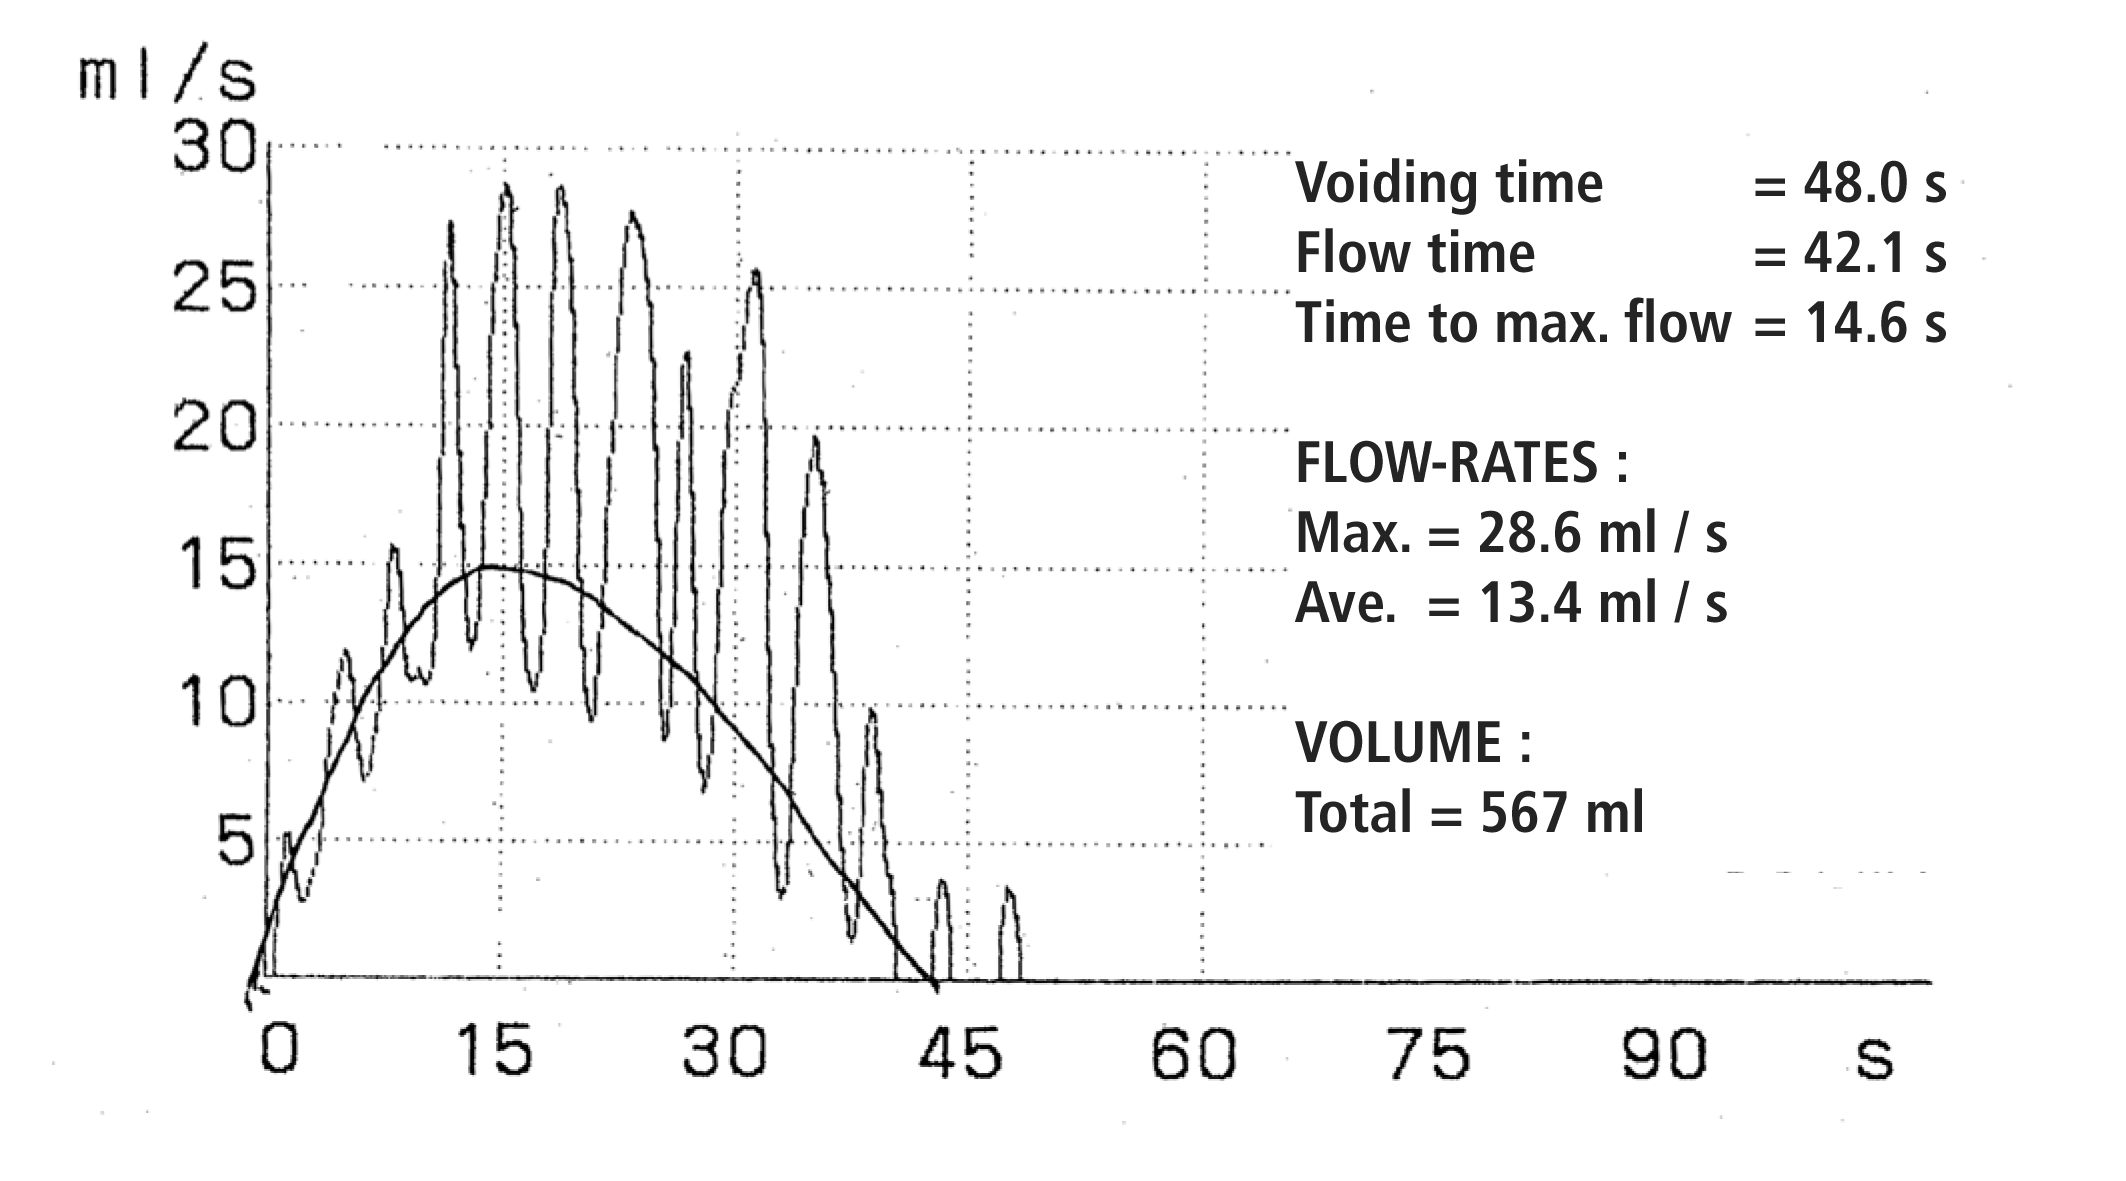 ml/s
30
25
20
15
10
5
0 15 30 45 60 75 90 s
Voiding time = 48.0 s
Flow time = 42.1 s
Time to max. flow = 14.6 s
FLOW-RATES :
Max. = 28.6 ml / s
Ave. = 13.4 ml / s
VOLUME :
Total = 567 ml